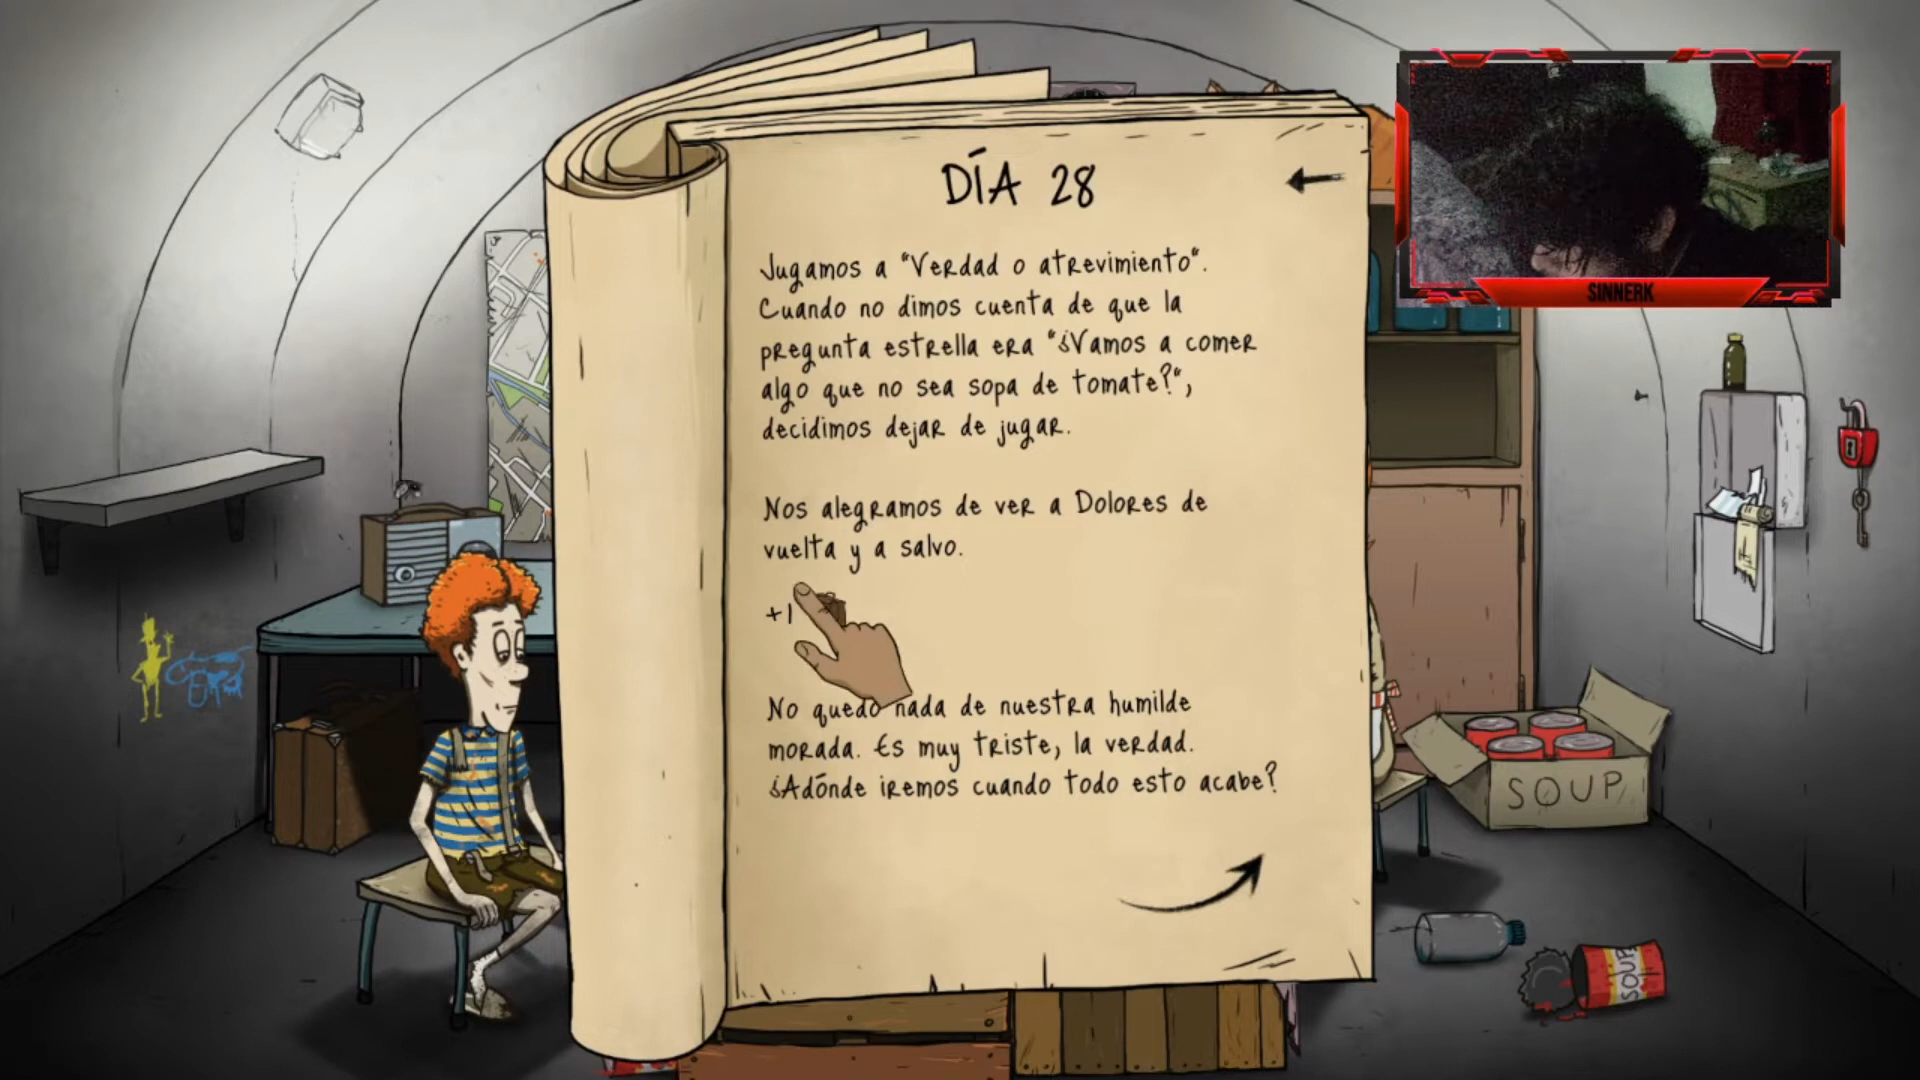 DÍA 28
SINNERK
Jugamos a "Verdad o atrevimiento".
Cuando no dimos cuenta de que la
pregunta estrella era "¿Vamos a comer
algo que no sea sopa de tomate?",
decidimos dejar de jugar.
Nos alegramos de ver a Dolores de
vuelta y a salvo.
+1
No quedó nada de nuestra humilde
morada. Es muy triste, la verdad.
¿Adónde iremos cuando todo esto acabe?
SOUP
SOUP